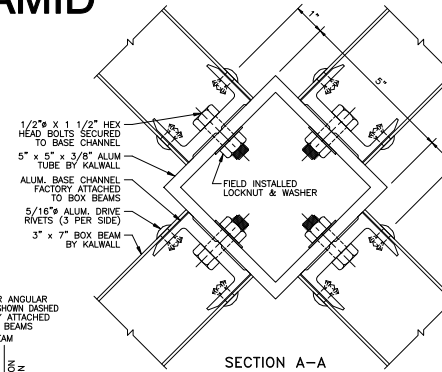 AMID
1"
5"
1/2"ø X 1 1/2" HEX
HEAD BOLTS SECURED
TO BASE CHANNEL
5" x 5" x 3/8" ALUM
TUBE BY KALWALL
ALUM. BASE CHANNEL
FACTORY ATTACHED
TO BOX BEAMS
5/16"ø ALUM. DRIVE
RIVETS (3 PER SIDE)
3" x 7" BOX BEAM
BY KALWALL
FIELD INSTALLED
LOCKNUT & WASHER
R ANGULAR
SHOWN DASHED
ATTACHED
BEAMS
EAM
ON
N
SECTION A-A